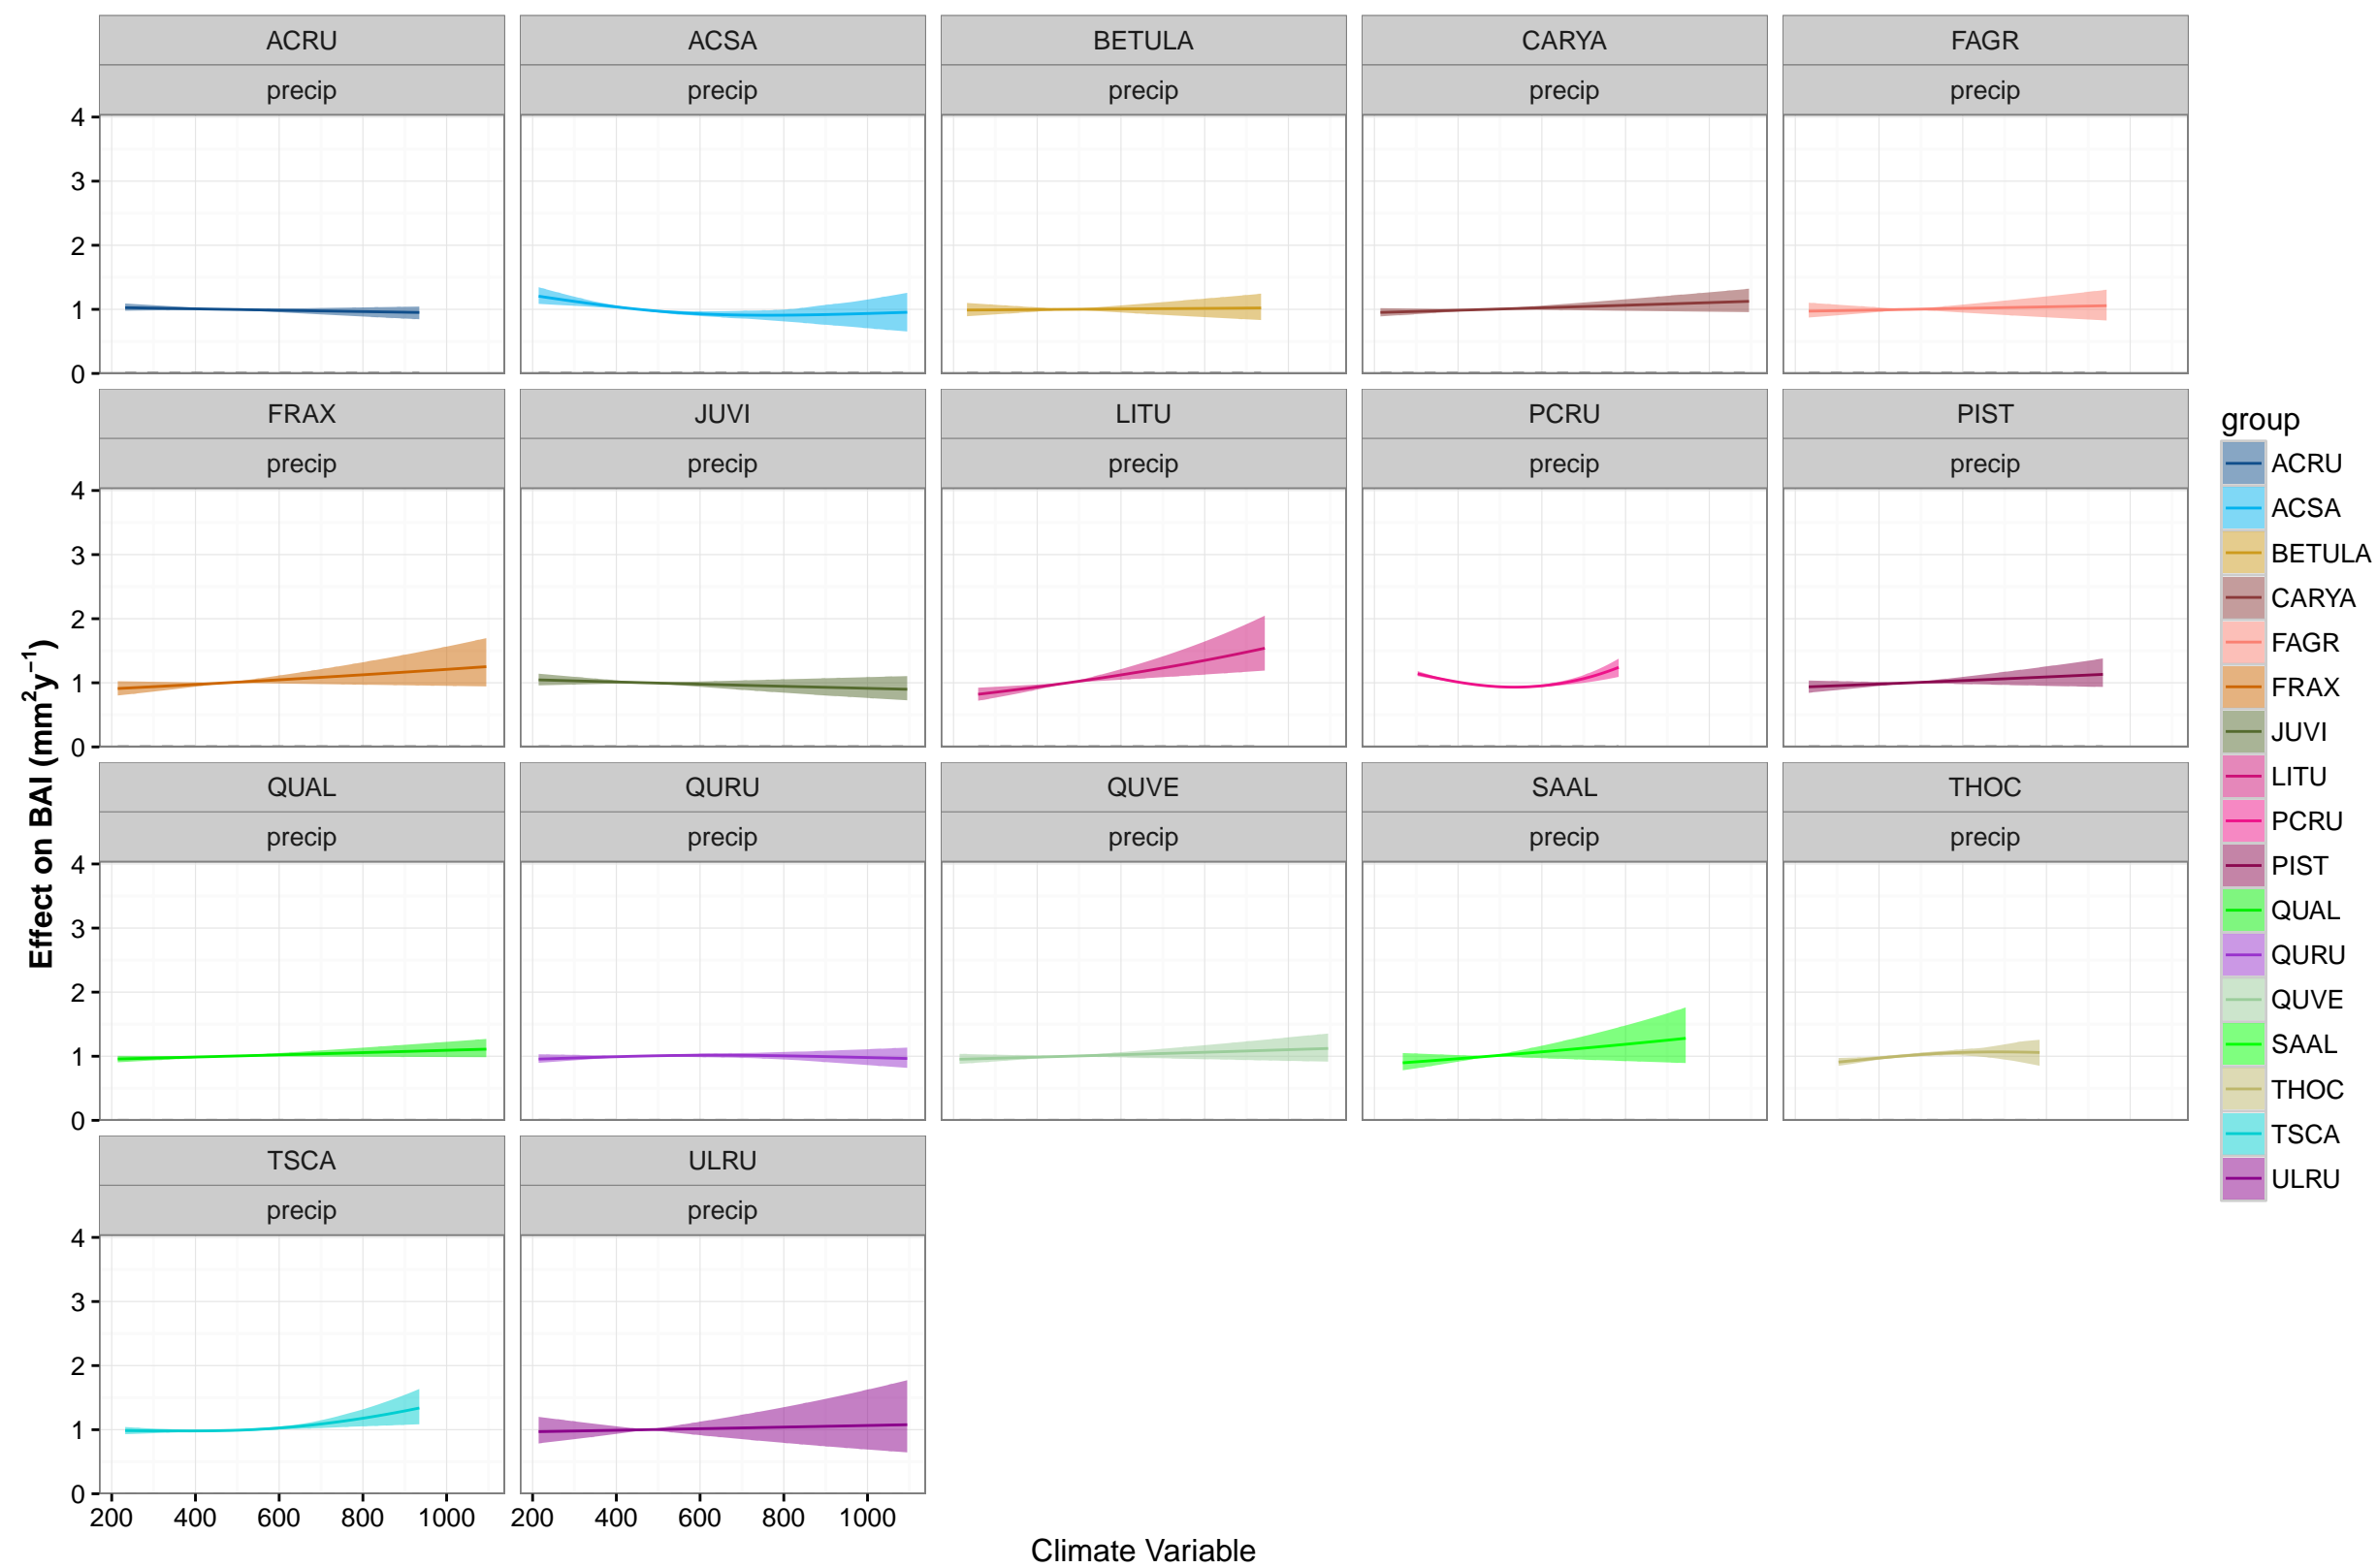 ACRU ACSA BETULA CARYA FAGR
precip precip precip precip precip
4
3
2
1
0
FRAX JUVI LITU PCRU PIST
precip precip precip precip precip
4
3
2
1
0
QUAL QURU QUVE SAAL THOC
precip precip precip precip precip
4
3
2
1
0
TSCA ULRU
precip precip
4
3
2
1
0
200 400 600 800 1000 200 400 600 800 1000
Climate Variable
Effect on BAI (mm²y⁻¹)
group
ACRU
ACSA
BETULA
CARYA
FAGR
FRAX
JUVI
LITU
PCRU
PIST
QUAL
QURU
QUVE
SAAL
THOC
TSCA
ULRU